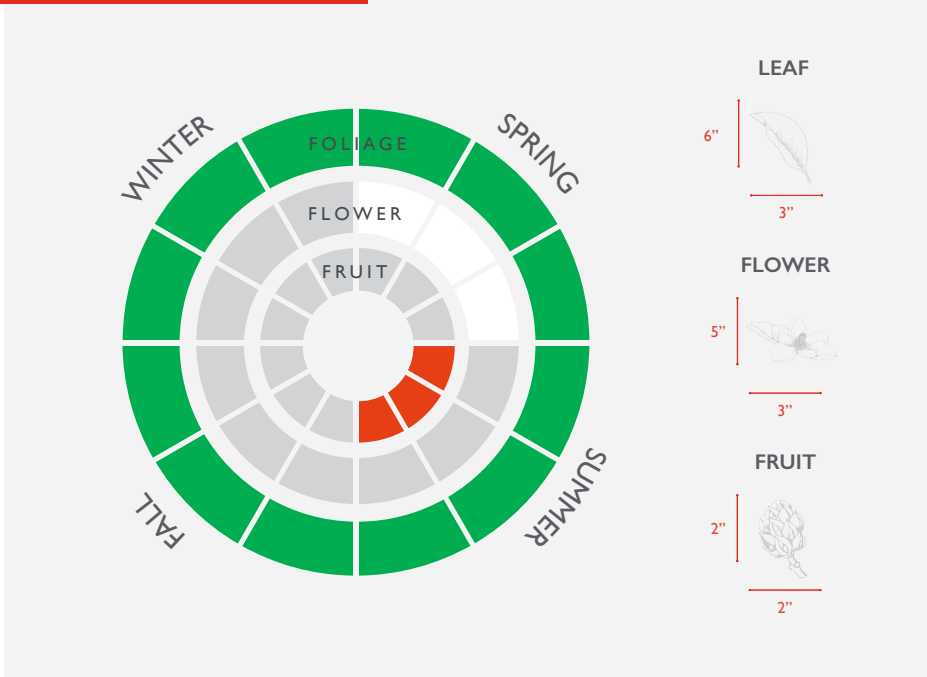 WINTER
SPRING
FOLIAGE
FLOWER
FRUIT
FALL
SUMMER
LEAF
6”
3”
FLOWER
5”
3”
FRUIT
2”
2”